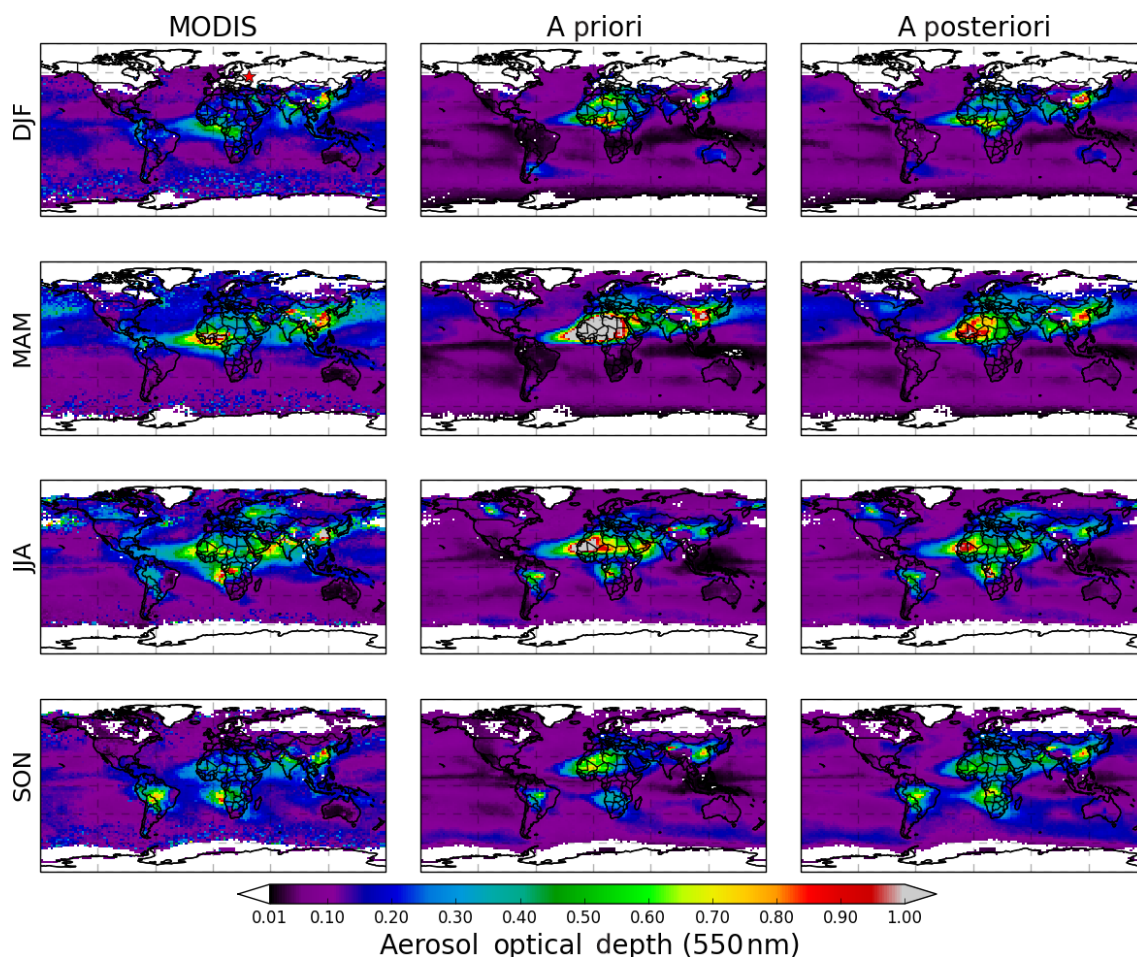 MODIS A priori A posteriori
DJF
MAM
JJA
SON
0.01 0.10 0.20 0.30 0.40 0.50 0.60 0.70 0.80 0.90 1.00
Aerosol optical depth (550 nm)